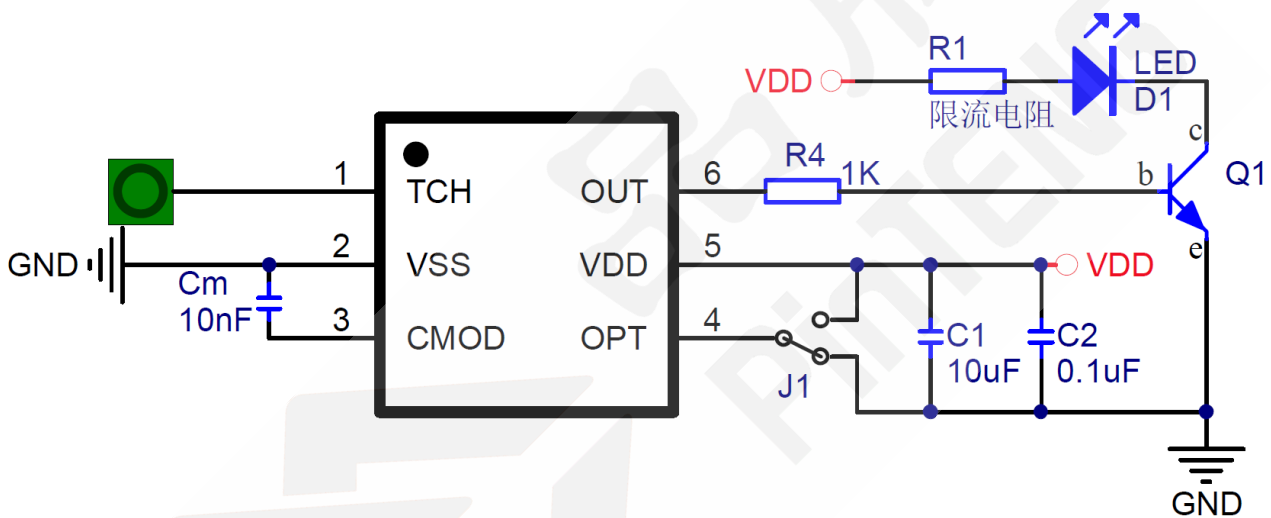 R1
VDD
LED
D1
限流电阻
c
R4
1K
b
Q1
e
1
TCH
OUT
6
GND
2
VSS
VDD
5
VDD
Cm
10nF
3
CMOD
OPT
4
J1
C1
10uF
C2
0.1uF
GND
PinTENG